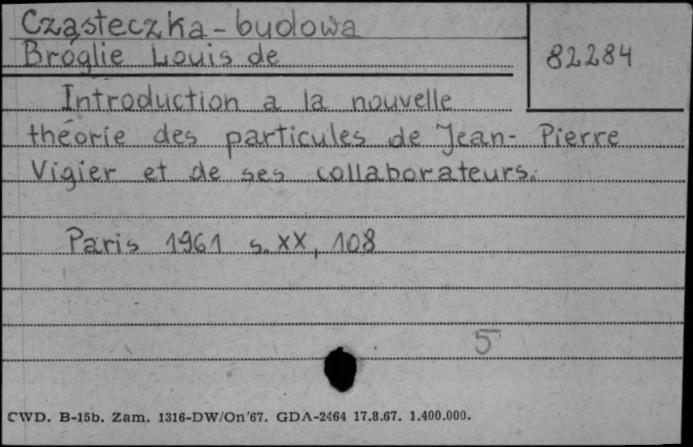 Cząsteczka - budowa
Broglie Louis de
82284
Introduction a la nouvelle
théorie des particules de Jean- Pierre
Vigier et de ses collaborateurs.
Paris 1961 s. XX, 108
5
CWD. B-15b. Zam. 1316-DW/On'67. GDA-2464 17.8.67. 1.400.000.